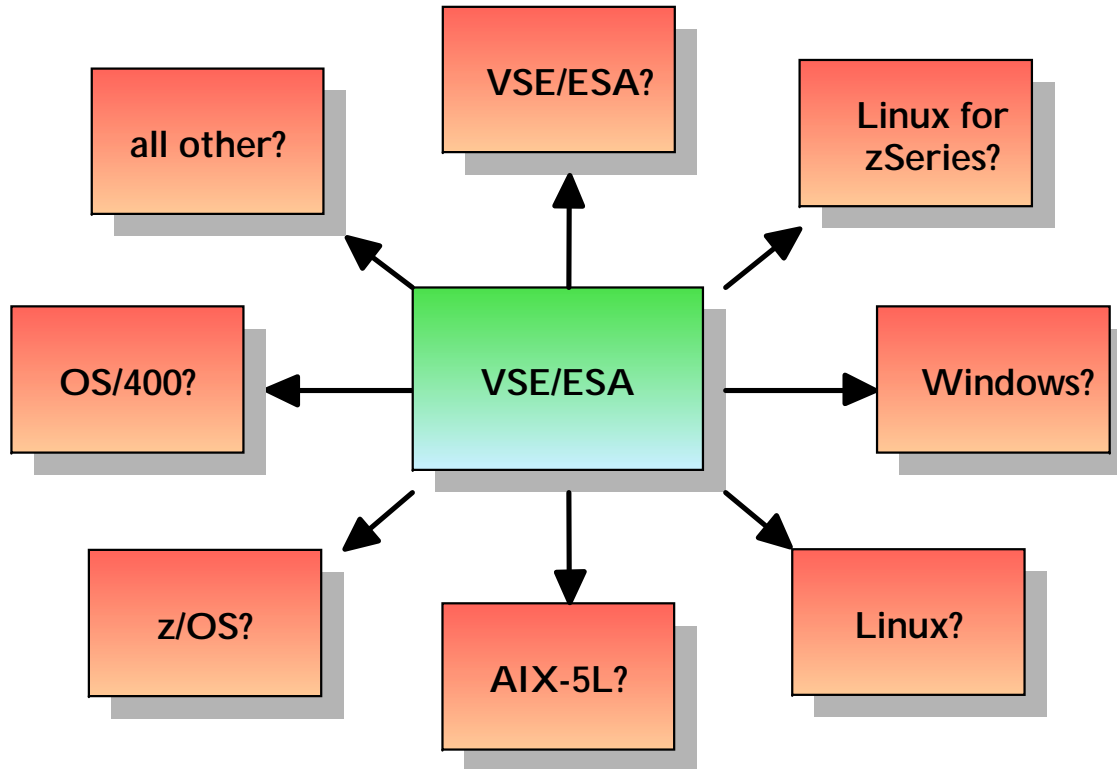 VSE/ESA?
all other?
Linux for
zSeries?
OS/400?
VSE/ESA
Windows?
z/OS?
AIX-5L?
Linux?